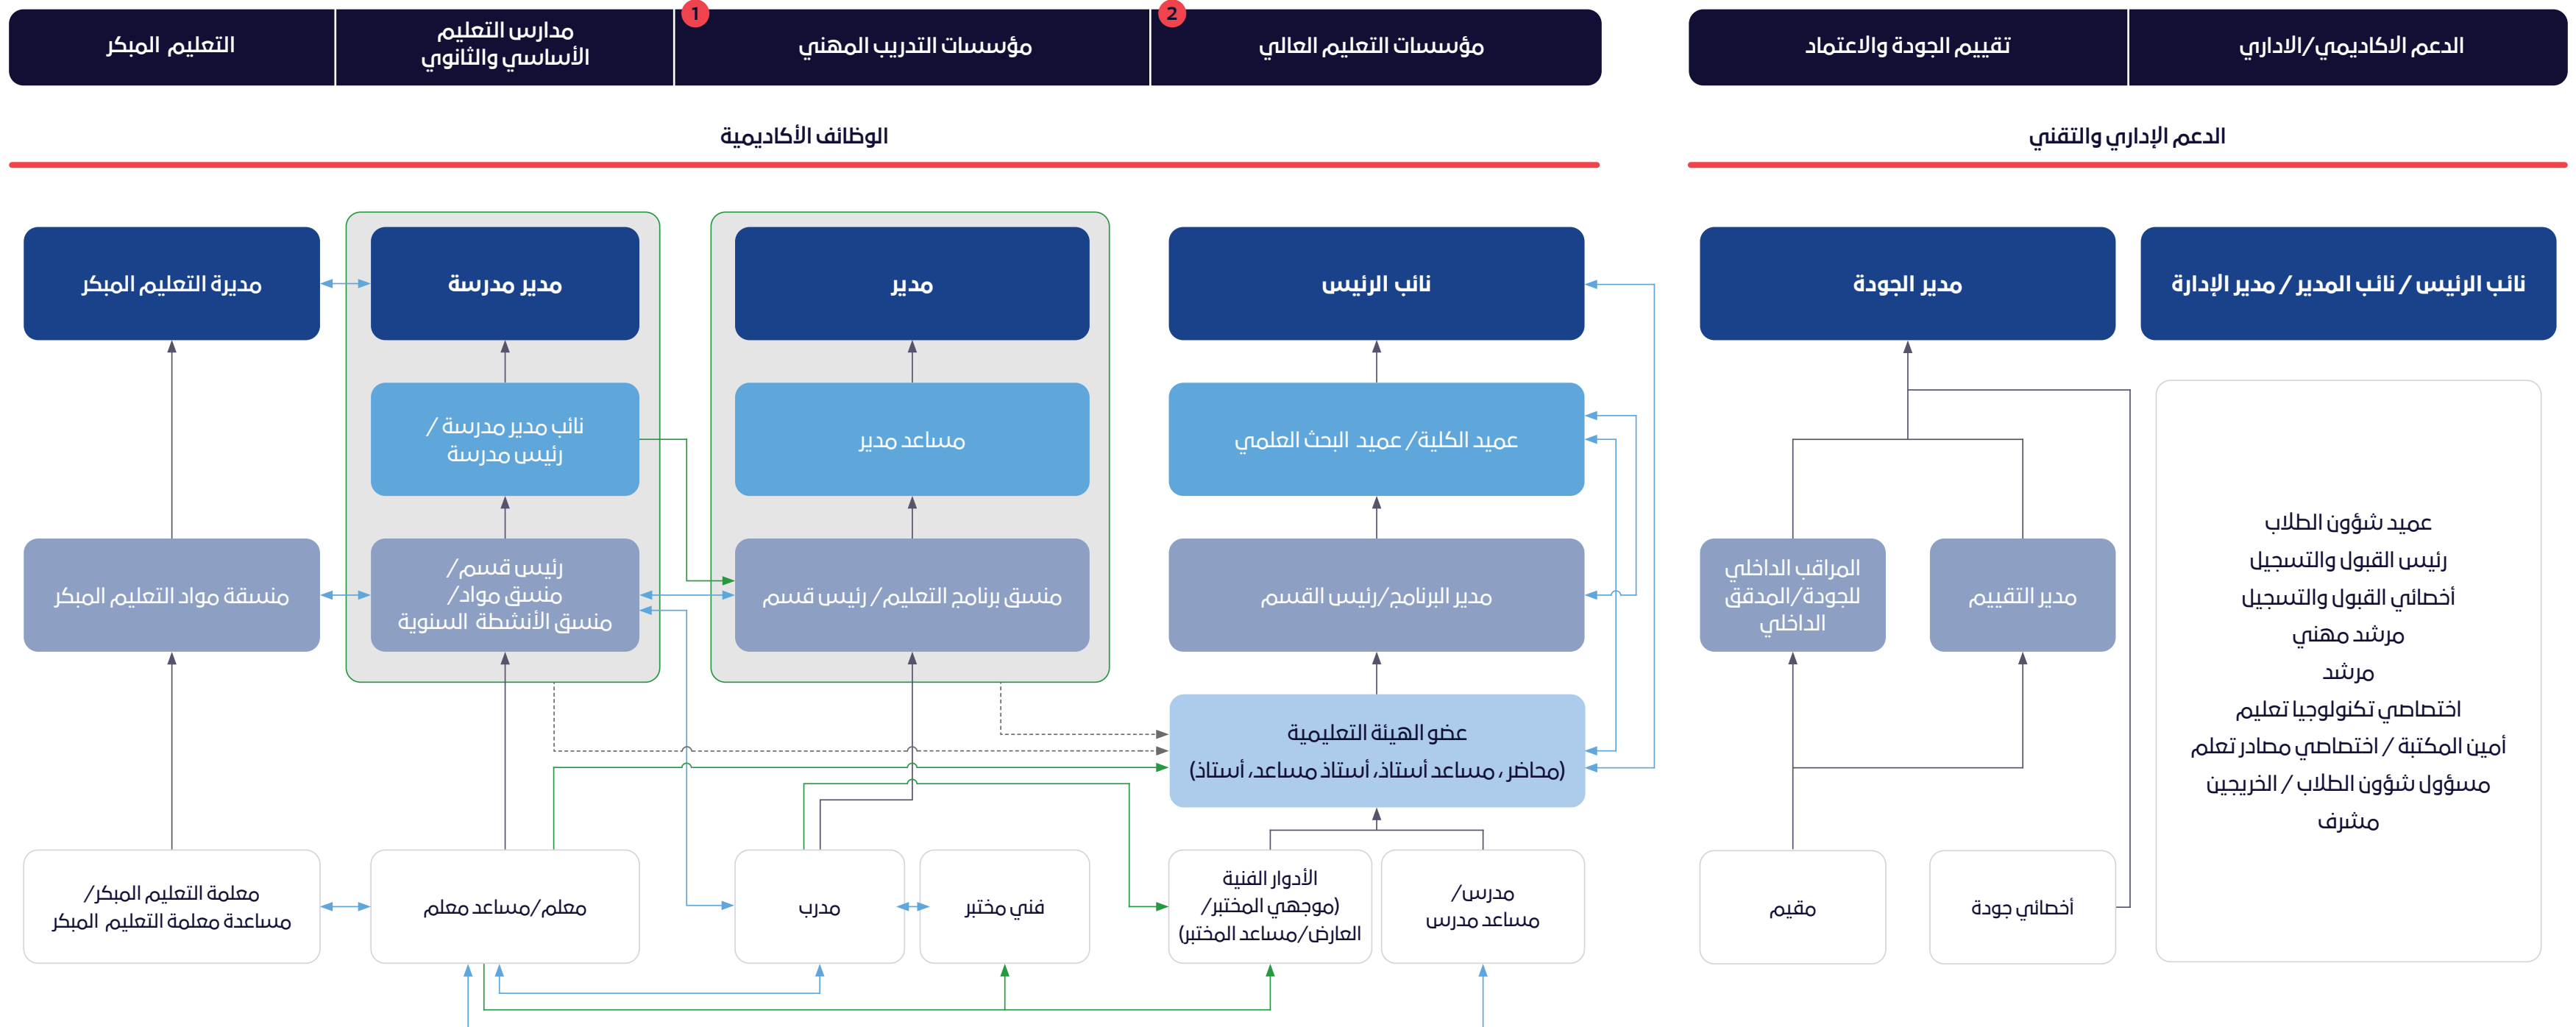 الدعم الاكاديمي/الاداري
تقييم الجودة والاعتماد
2
مؤسسات التعليم العالي
1
مؤسسات التدريب المهني
مدارس التعليم
الأساسي والثانوي
التعليم المبكر
الدعم الإداري والتقني
الوظائف الأكاديمية
نائب الرئيس / نائب المدير / مدير الإدارة
مدير الجودة
نائب الرئيس
مدير
مدير مدرسة
مديرة التعليم المبكر
عميد الكلية/ عميد البحث العلمي
مساعد مدير
نائب مدير مدرسة /
رئيس مدرسة
مدير التقييم
المراقب الداخلي
للجودة/المدقق
الداخلي
مدير البرنامج/رئيس القسم
منسق برنامج التعليم/ رئيس قسم
رئيس قسم/
منسق مواد/
منسق الأنشطة السنوية
منسقة مواد التعليم المبكر
عميد شؤون الطلاب
رئيس القبول والتسجيل
أخصائي القبول والتسجيل
مرشد مهني
مرشد
اختصاصي تكنولوجيا تعليم
أمين المكتبة / اختصاصي مصادر تعلم
مسؤول شؤون الطلاب / الخريجين
مشرف
عضو الهيئة التعليمية
(محاضر ، مساعد أستاذ، أستاذ مساعد، أستاذ)
أخصائي جودة
مقيم
مدرس/
مساعد مدرس
الأدوار الفنية
(موجهي المختبر/
العارض/مساعد المختبر)
فني مختبر
مدرب
معلم/مساعد معلم
معلمة التعليم المبكر/
مساعدة معلمة التعليم المبكر